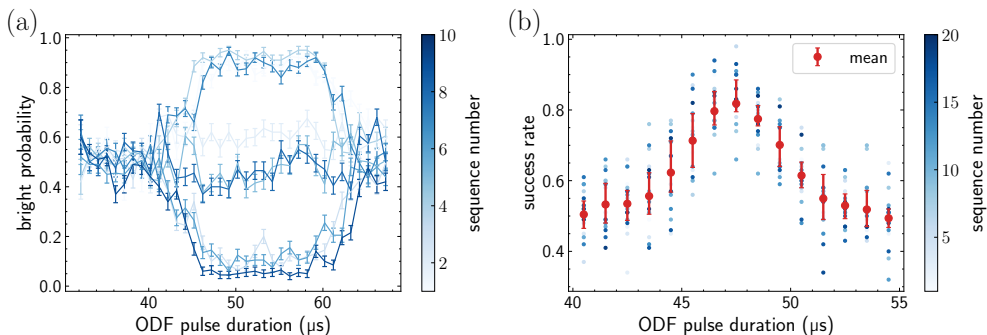 (a)
1.0
0.8
0.6
0.4
0.2
0.0
bright probability
40
50
60
ODF pulse duration (μs)
10
8
6
4
2
sequence number
(b)
mean
1.0
0.8
0.6
0.4
success rate
40
45
50
55
ODF pulse duration (μs)
20
15
10
5
sequence number